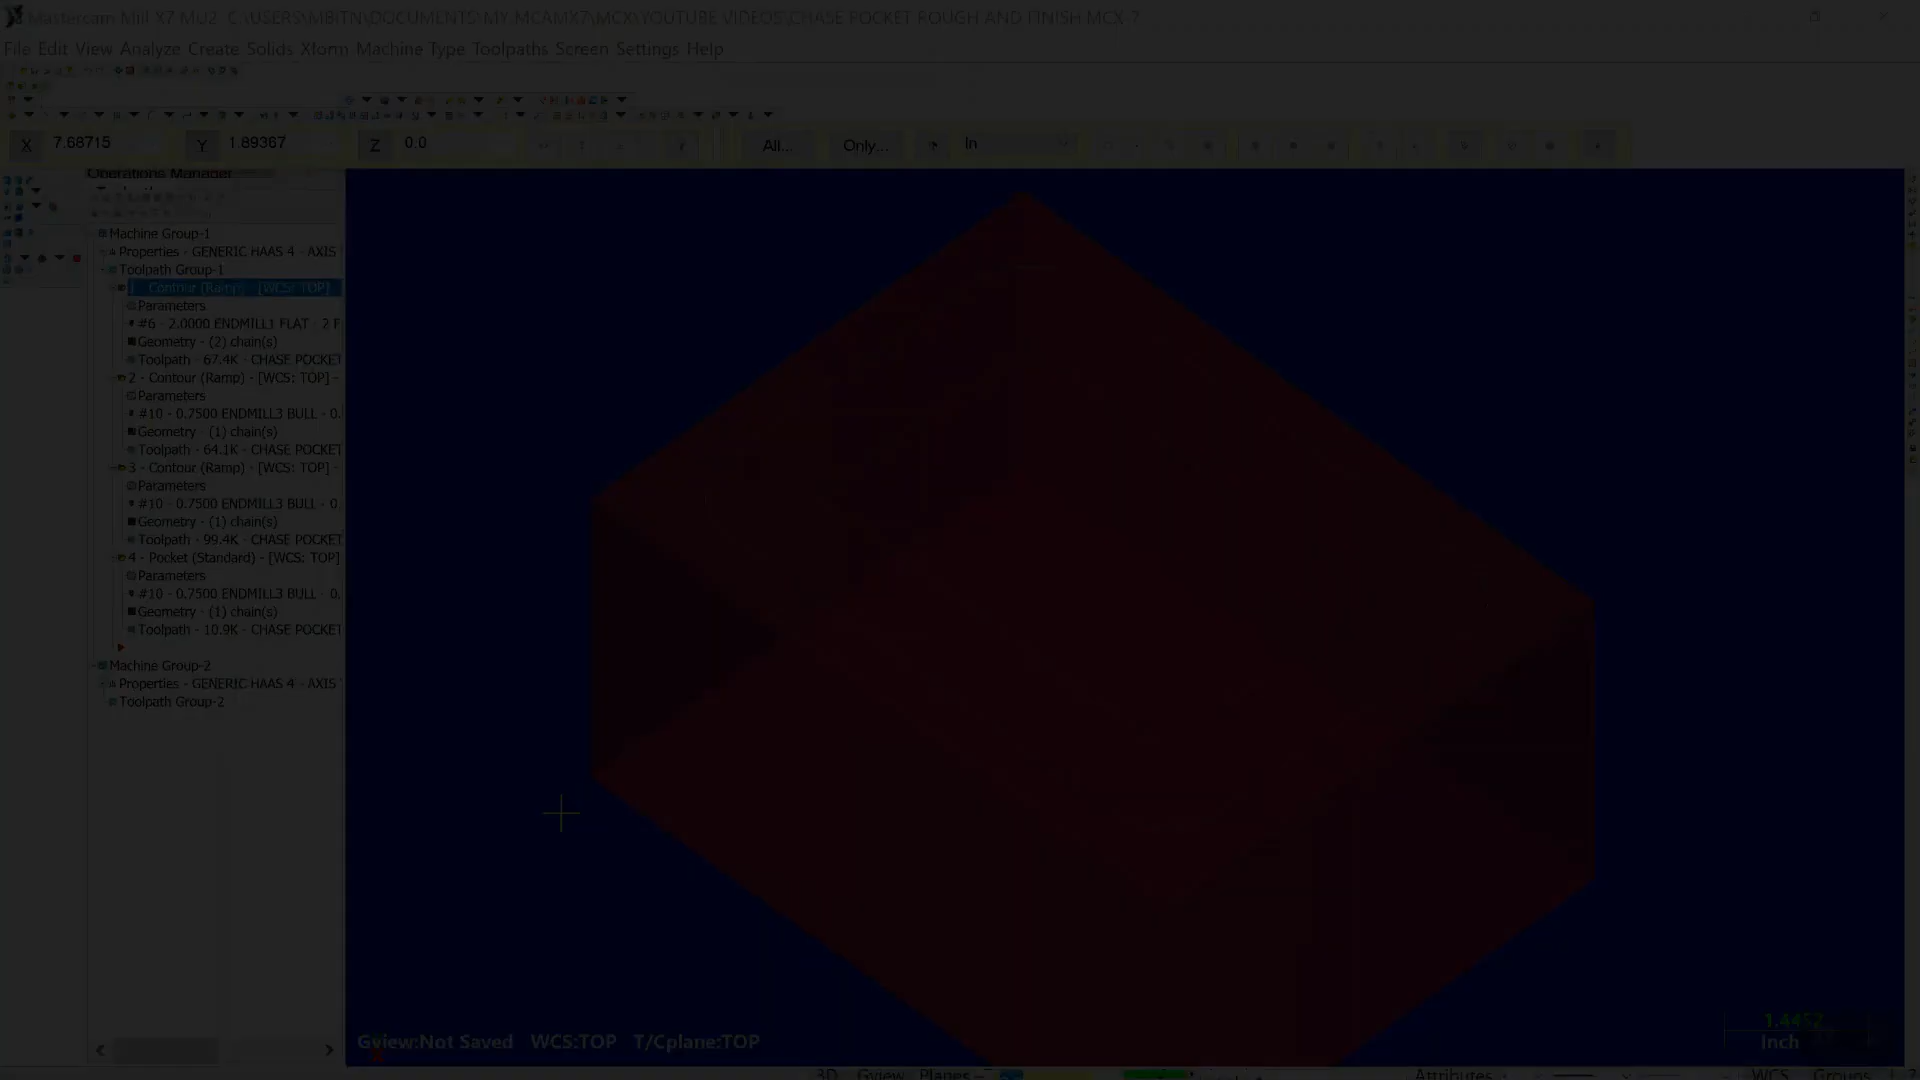 Mastercam Mill X7 MU2 C:\USERS\MBITN\DOCUMENTS\MY MCAMX7\MCX\YOUTUBE VIDEOS\CHASE POCKET ROUGH AND FINISH MCX-7
File Edit View Analyze Create Solids Xform Machine Type Toolpaths Screen Settings Help
X 7.68715 Y 1.89367 Z 0.0 All... Only... In
Operations Manager
Machine Group-1
Properties - GENERIC HAAS 4 - AXIS
Toolpath Group-1
1 - Contour (Ramp) - [WCS: TOP]
Parameters
#6 - 2.0000 ENDMILL1 FLAT - 2 F
Geometry - (2) chain(s)
Toolpath - 67.4K - CHASE POCKET
2 - Contour (Ramp) - [WCS: TOP] -
Parameters
#10 - 0.7500 ENDMILL3 BULL - 0.
Geometry - (1) chain(s)
Toolpath - 64.1K - CHASE POCKET
3 - Contour (Ramp) - [WCS: TOP] -
Parameters
#10 - 0.7500 ENDMILL3 BULL - 0
Geometry - (1) chain(s)
Toolpath - 99.4K - CHASE POCKET
4 - Pocket (Standard) - [WCS: TOP]
Parameters
#10 - 0.7500 ENDMILL3 BULL - 0.
Geometry - (1) chain(s)
Toolpath - 10.9K - CHASE POCKET
Machine Group-2
Properties - GENERIC HAAS 4 - AXIS
Toolpath Group-2
Gview:Not Saved WCS:TOP T/Cplane:TOP
1.4452
Inch
3D Gview Planes Attributes WCS Groups